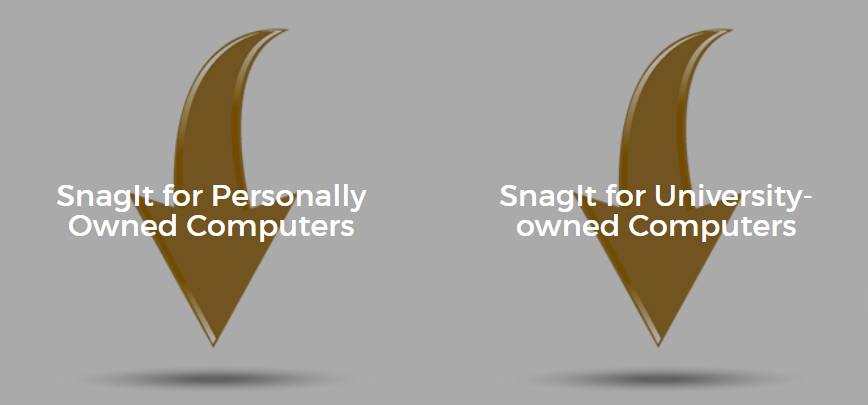 SnagIt for Personally
Owned Computers
SnagIt for University-
owned Computers